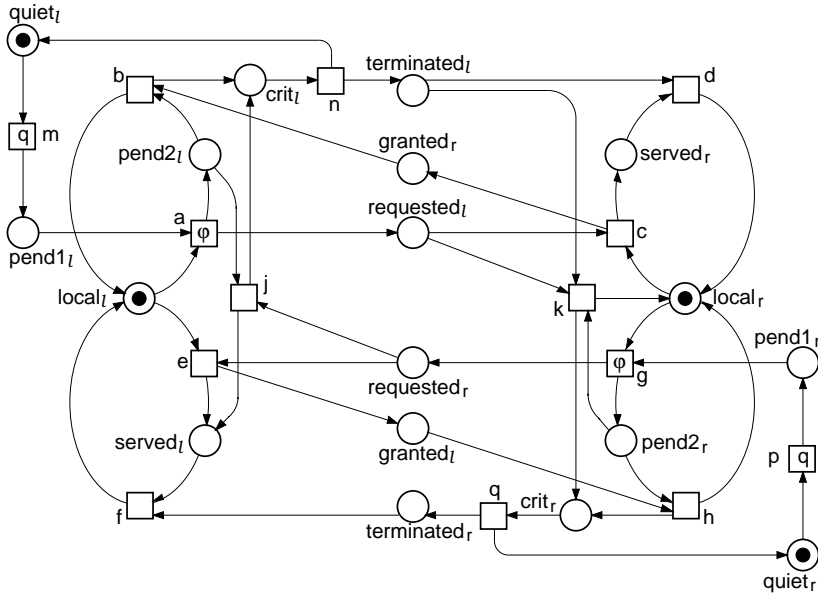 quiet_l
b
crit_l
n
terminated_l
d
q m
pend2_l
granted_r
served_r
a
requested_l
φ
c
pend1_l
local_l
j
k
local_r
pend1_r
e
requested_r
φ
g
served_l
granted_l
pend2_r
p q
f
terminated_r
q
crit_r
h
quiet_r